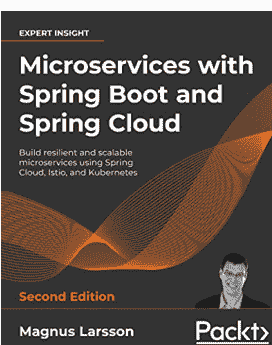 EXPERT INSIGHT
Microservices with
Spring Boot and
Spring Cloud
Build resilient and scalable
microservices using Spring
Cloud, Istio, and Kubernetes
Second Edition
Magnus Larsson
Packt>